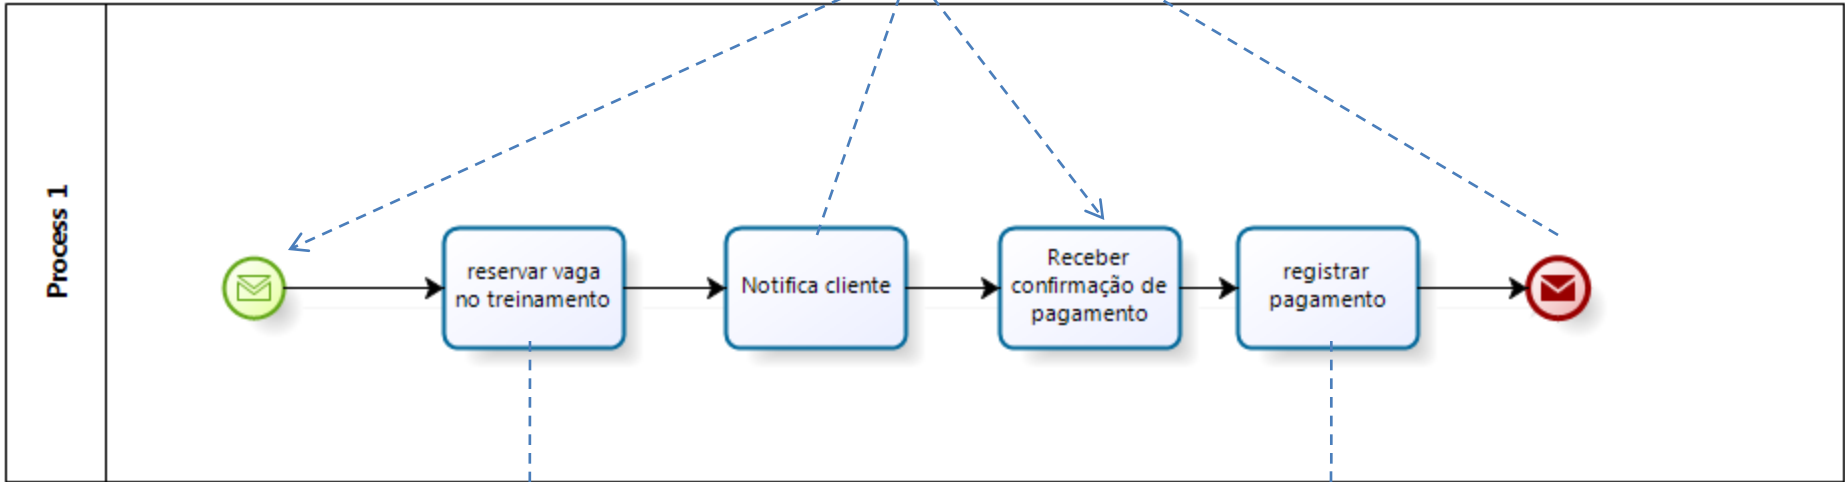 Process 1
reservar vaga
no treinamento
Notifica cliente
Receber
confirmação de
pagamento
registrar
pagamento